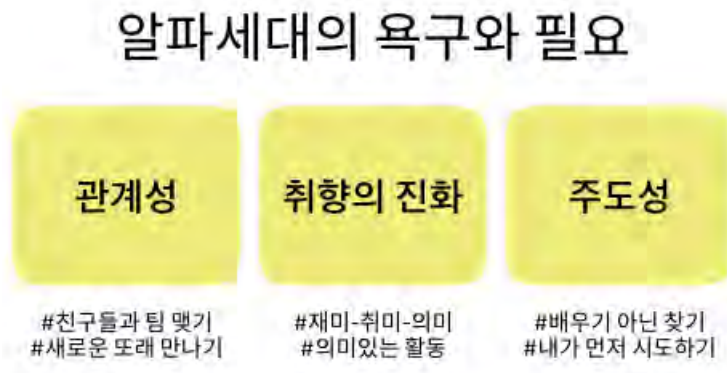 알파세대의 욕구와 필요
관계성
취향의 진화
주도성
#친구들과 팀 맺기
#새로운 또래 만나기
#재미-취미-의미
#의미있는 활동
#배우기 아닌 찾기
#내가 먼저 시도하기